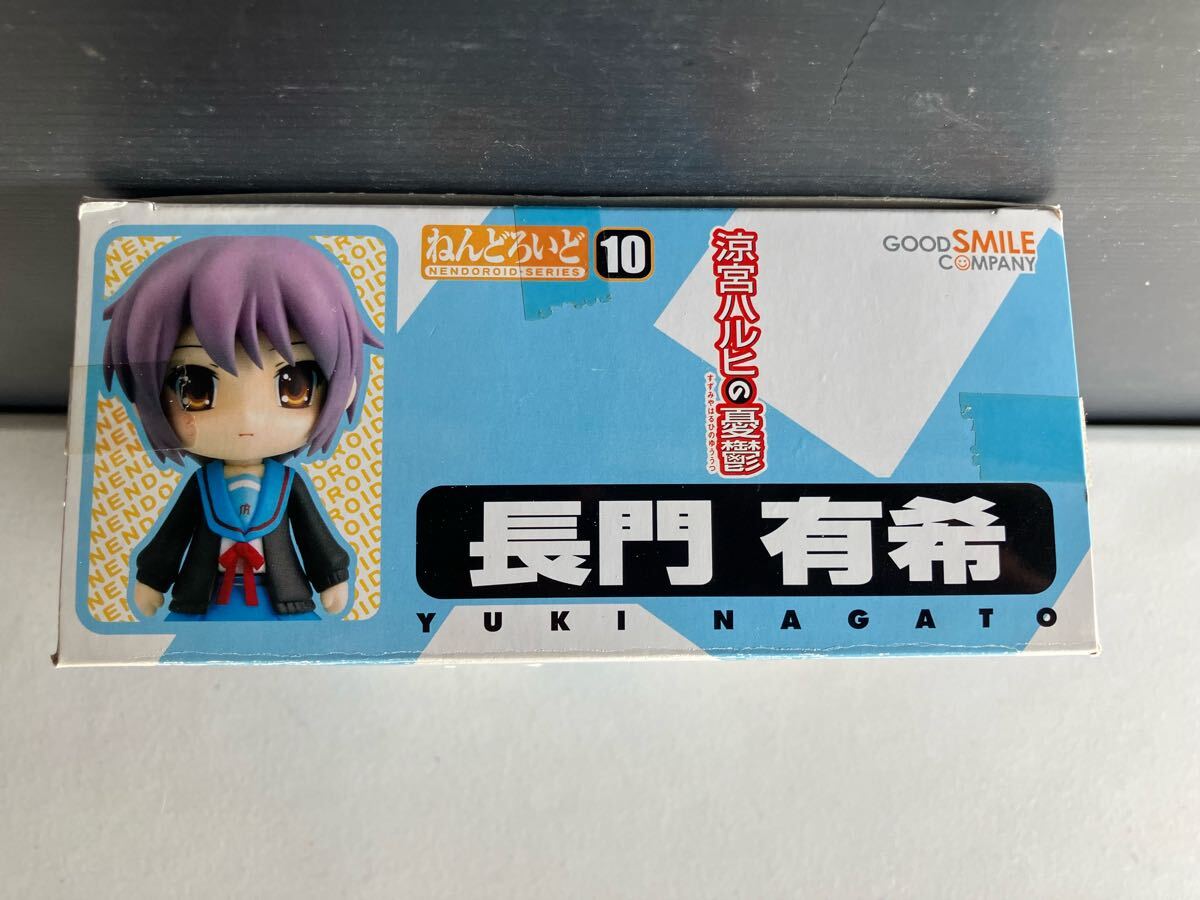 ねんどろいど
NENDOROID-SERIES
10
涼宮ハルヒの憂鬱
すずみやはるひのゆううつ
GOOD SMILE
COMPANY
長門 有希
YUKI NAGATO
NENDOROID